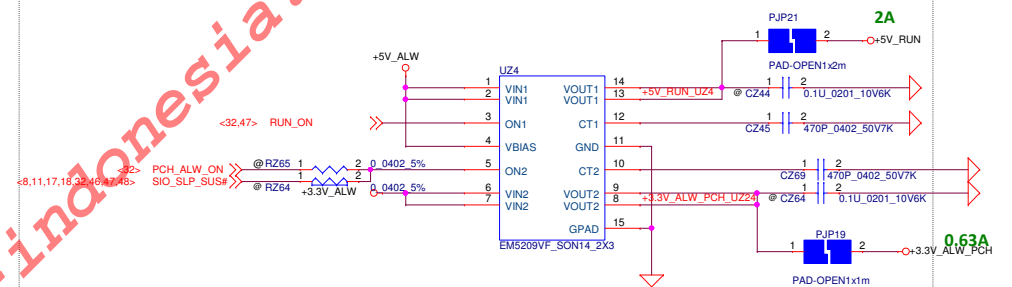 indonesia.
PJP21
2A
1
2
+5V_RUN
PAD-OPEN1x2m
+5V_ALW
UZ4
1
VIN1
VOUT1
14
2
VIN1
VOUT1
13
+5V_RUN_UZ4
@ CZ44
1
2
0.1U_0201_10V6K
<32,47> RUN_ON
3
ON1
CT1
12
1
2
CZ45
470P_0402_50V7K
4
VBIAS
GND
11
<32> PCH_ALW_ON
@ RZ65
1
2
0_0402_5%
5
ON2
CT2
10
1
2
CZ69
470P_0402_50V7K
<8,11,17,18,32,46,47,48> SIO_SLP_SUS#
@ RZ64
1
2
0_0402_5%
+3.3V_ALW
6
VIN2
VOUT2
9
7
VIN2
VOUT2
8
+3.3V_ALW_PCH_UZ24
@ CZ64
1
2
0.1U_0201_10V6K
GPAD
15
EM5209VF_SON14_2X3
PJP19
0.63A
1
2
+3.3V_ALW_PCH
PAD-OPEN1x1m